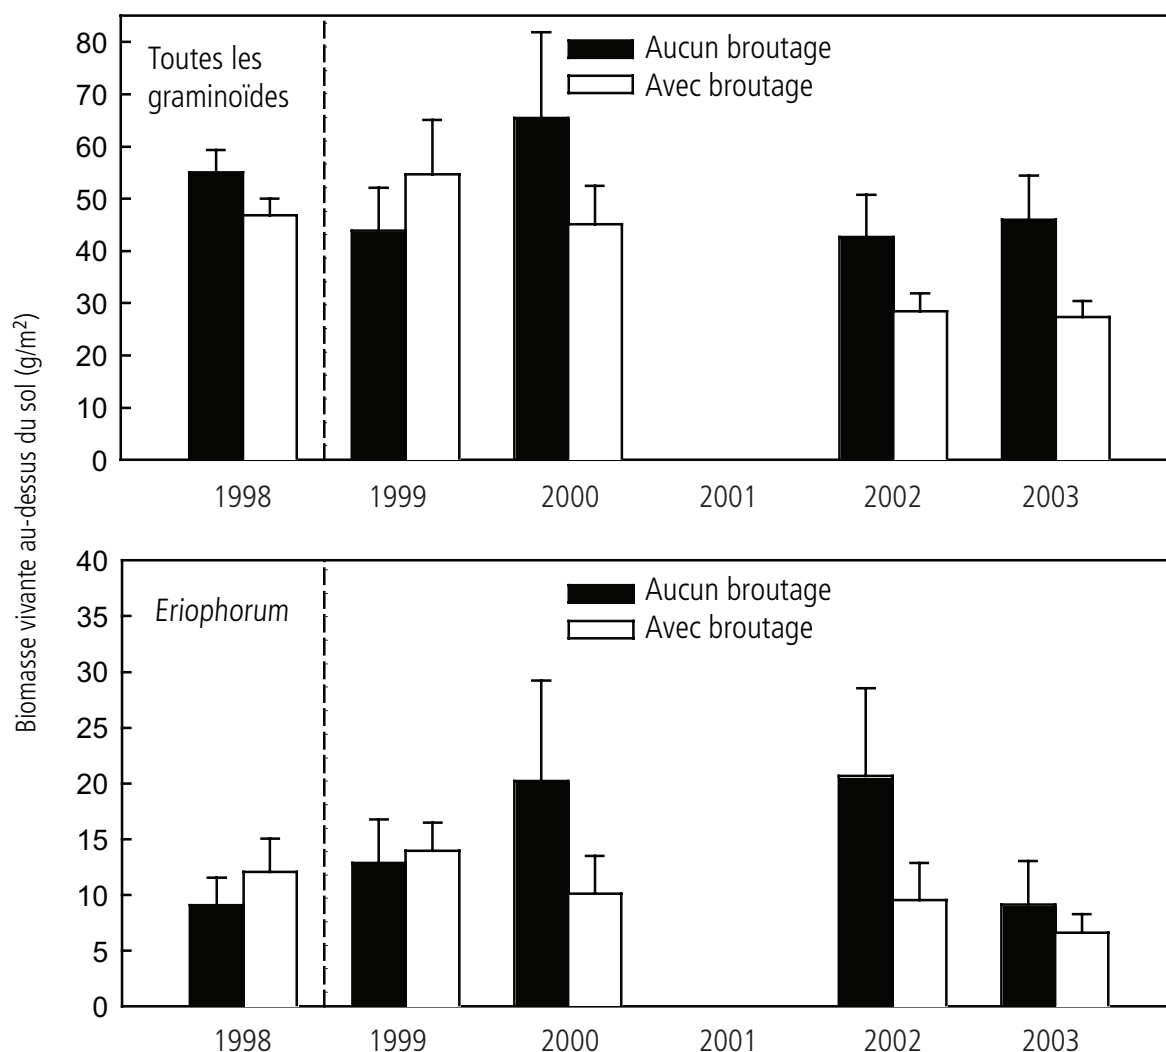 Biomasse vivante au-dessus du sol (g/m²)
80
70
60
50
40
30
20
10
0
Toutes les
graminoïdes
Aucun broutage
Avec broutage
1998 1999 2000 2001 2002 2003
40
35
30
25
20
15
10
5
0
Eriophorum
Aucun broutage
Avec broutage
1998 1999 2000 2001 2002 2003